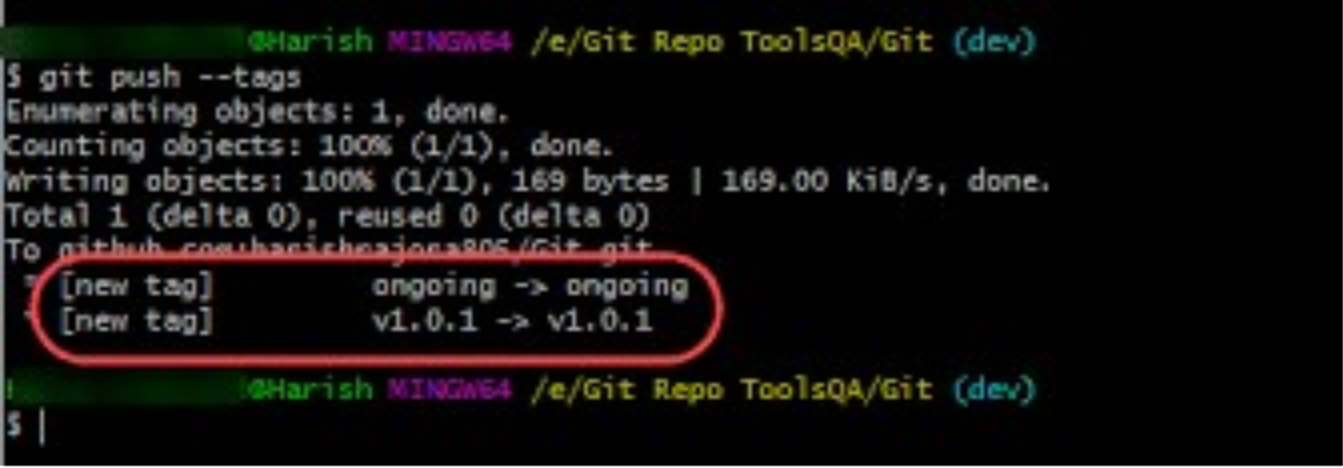 @Harish MINGW64 /e/Git Repo ToolsQA/Git (dev)
$ git push --tags
Enumerating objects: 1, done.
Counting objects: 100% (1/1), done.
Writing objects: 100% (1/1), 169 bytes | 169.00 KiB/s, done.
Total 1 (delta 0), reused 0 (delta 0)
To github.com:harishrajora805/Git.git
* [new tag] ongoing -> ongoing
* [new tag] v1.0.1 -> v1.0.1
@Harish MINGW64 /e/Git Repo ToolsQA/Git (dev)
$